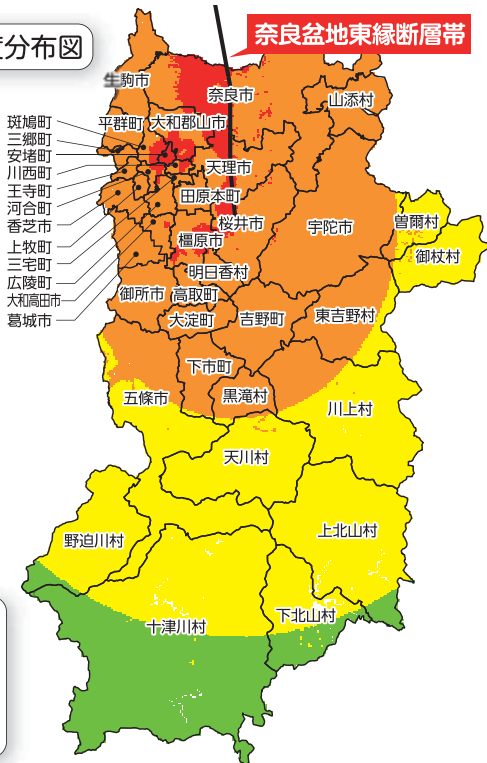 度分布図
奈良盆地東縁断層帯
生駒市
奈良市
山添村
平群町
大和郡山市
斑鳩町
三郷町
安堵町
川西町
王寺町
河合町
香芝市
上牧町
三宅町
広陵町
大和高田市
葛城市
天理市
田原本町
桜井市
宇陀市
曽爾村
御杖村
橿原市
明日香村
御所市
高取町
大淀町
吉野町
東吉野村
下市町
黒滝村
五條市
川上村
天川村
上北山村
野迫川村
下北山村
十津川村